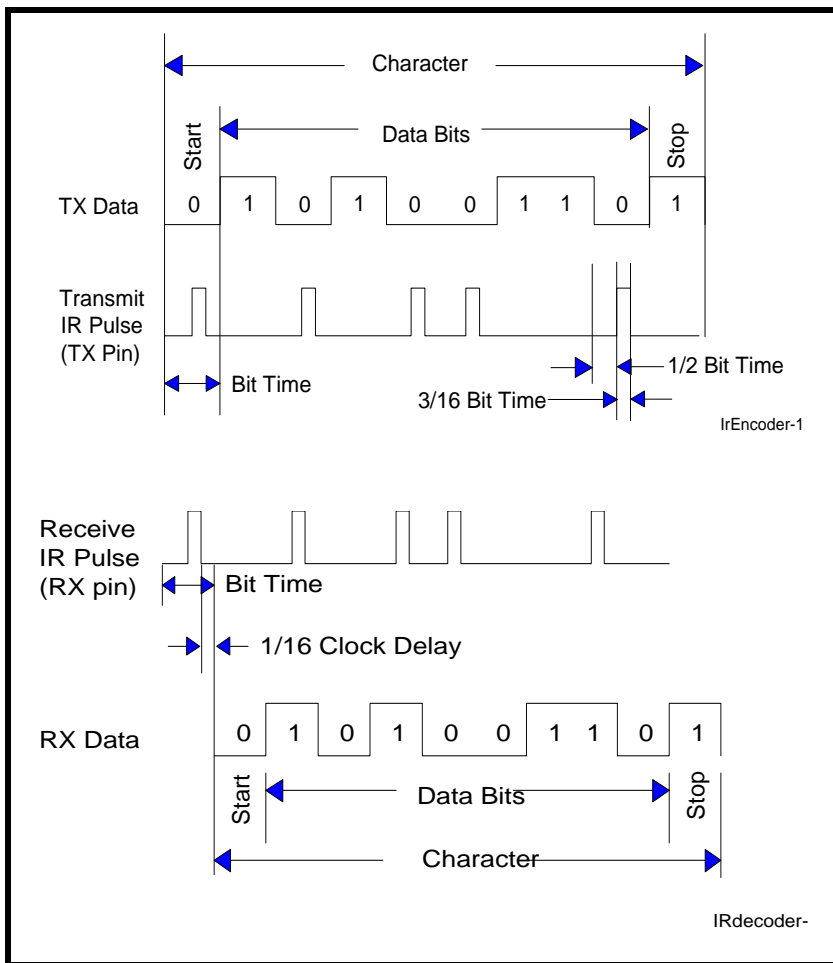 Character
Start
Data Bits
Stop
TX Data
0 1 0 1 0 0 1 1 0 1
Transmit
IR Pulse
(TX Pin)
Bit Time
1/2 Bit Time
3/16 Bit Time
IrEncoder-1
Receive
IR Pulse
(RX pin)
Bit Time
1/16 Clock Delay
RX Data
0 1 0 1 0 0 1 1 0 1
Start
Data Bits
Stop
Character
IRdecoder-